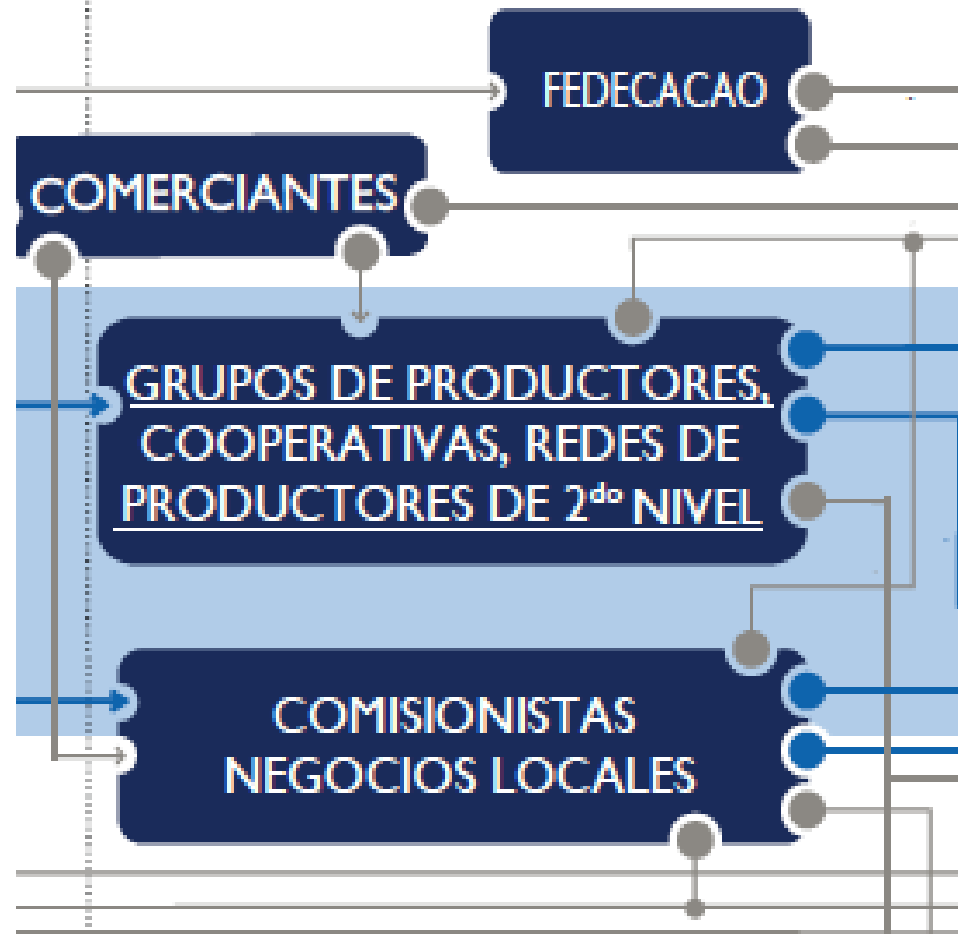 FEDECACAO
COMERCIANTES
GRUPOS DE PRODUCTORES,
COOPERATIVAS, REDES DE
PRODUCTORES DE 2do NIVEL
COMISIONISTAS
NEGOCIOS LOCALES